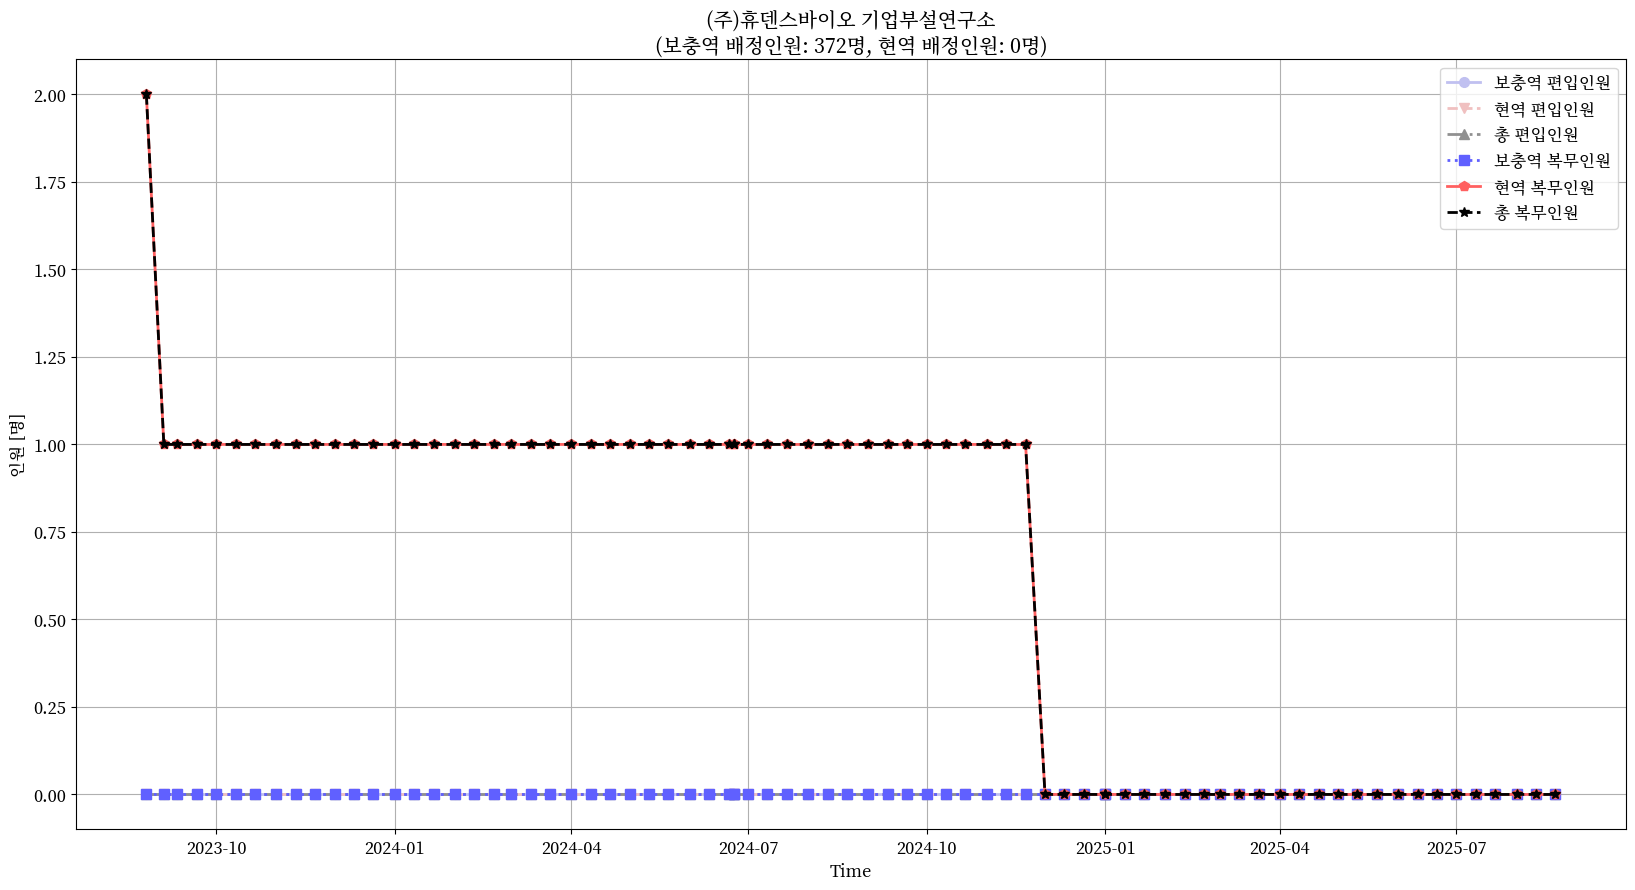 (주)휴덴스바이오 기업부설연구소
(보충역 배정인원: 372명, 현역 배정인원: 0명)
보충역 편입인원
현역 편입인원
총 편입인원
보충역 복무인원
현역 복무인원
총 복무인원
인원 [명]
2.00
1.75
1.50
1.25
1.00
0.75
0.50
0.25
0.00
2023-10
2024-01
2024-04
2024-07
2024-10
2025-01
2025-04
2025-07
Time